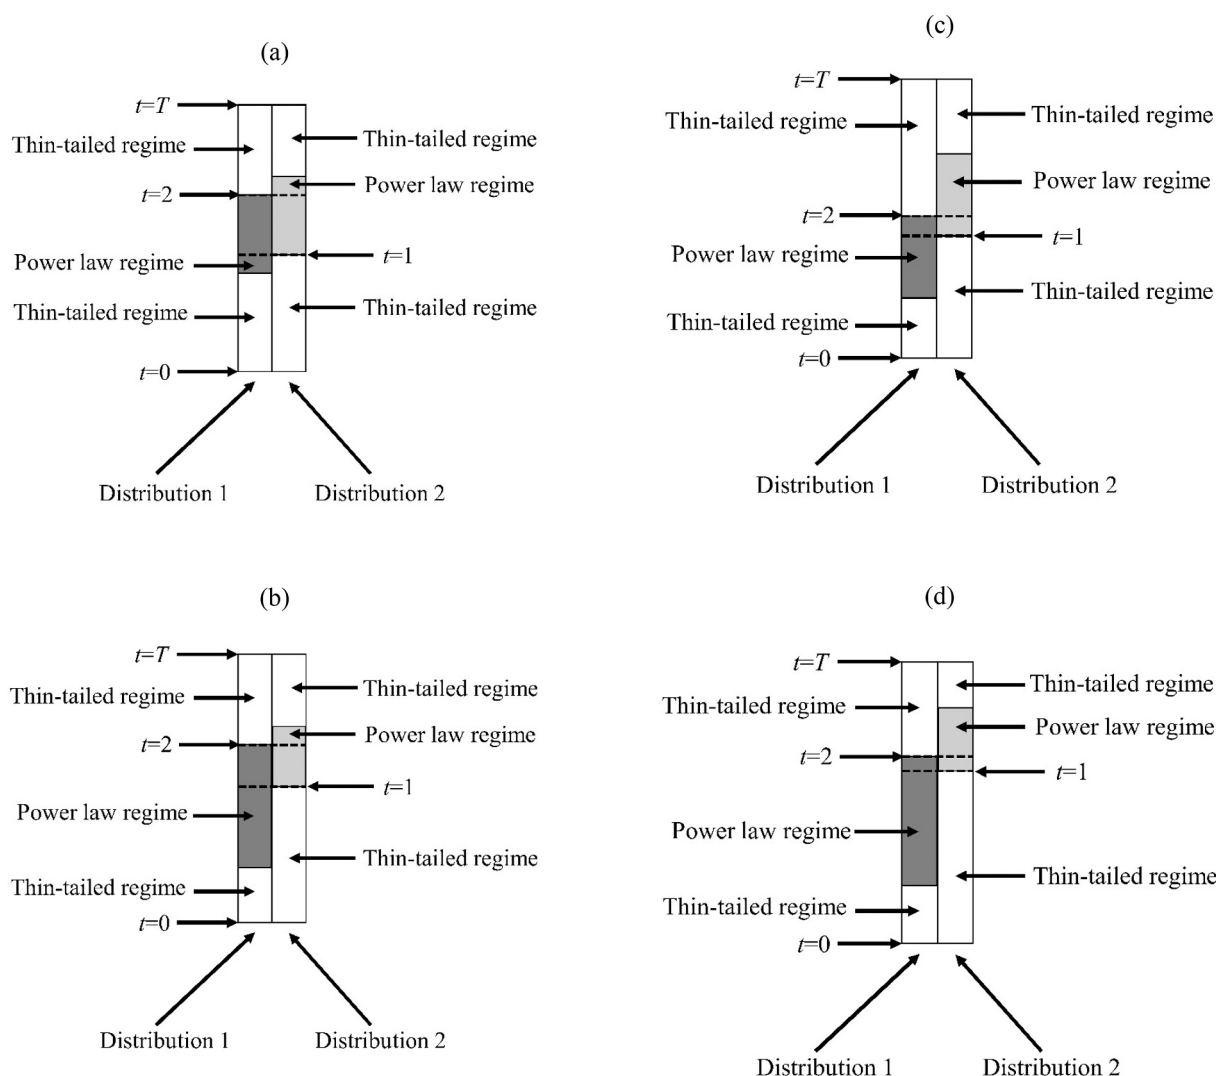 (a)
t=T
Thin-tailed regime
Thin-tailed regime
Power law regime
t=2
t=1
Power law regime
Thin-tailed regime
Thin-tailed regime
t=0
Distribution 1
Distribution 2
(c)
t=T
Thin-tailed regime
Thin-tailed regime
Power law regime
t=2
t=1
Power law regime
Thin-tailed regime
Thin-tailed regime
t=0
Distribution 1
Distribution 2
(b)
t=T
Thin-tailed regime
Thin-tailed regime
Power law regime
t=2
t=1
Power law regime
Thin-tailed regime
Thin-tailed regime
t=0
Distribution 1
Distribution 2
(d)
t=T
Thin-tailed regime
Thin-tailed regime
Power law regime
t=2
t=1
Power law regime
Thin-tailed regime
Thin-tailed regime
t=0
Distribution 1
Distribution 2